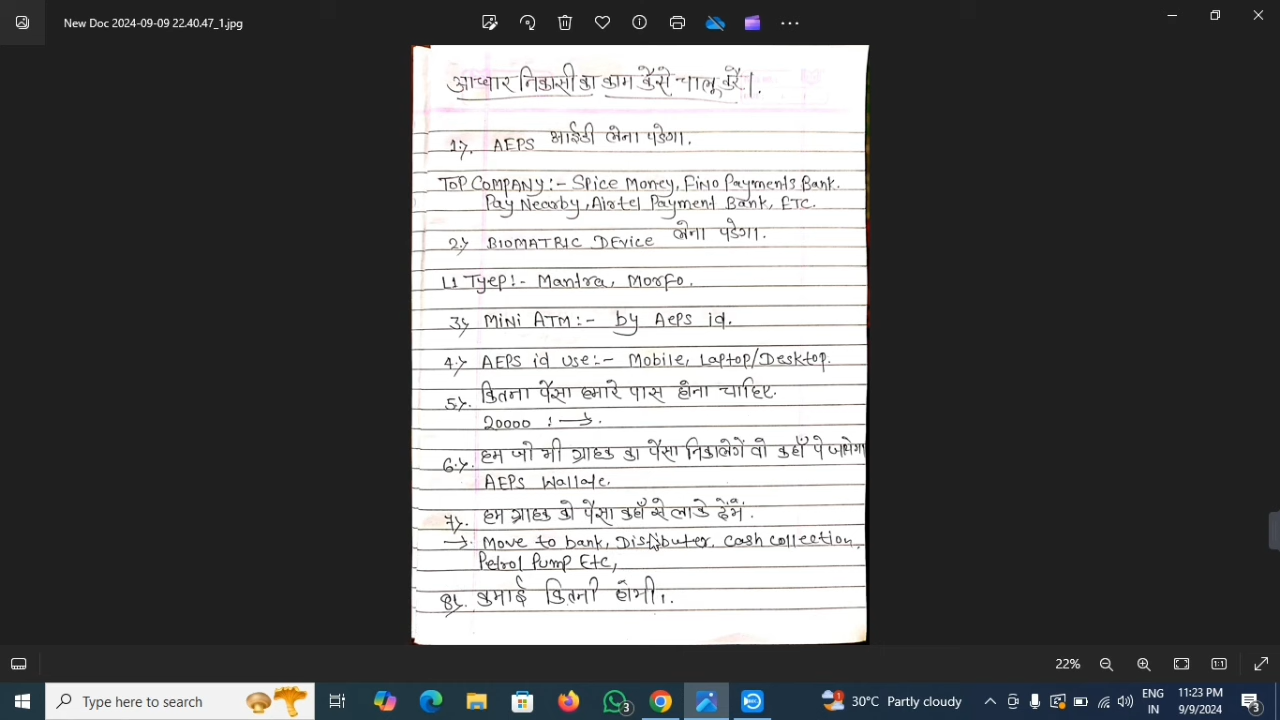 New Doc 2024-09-09 22.40.47_1.jpg
आधार निकासी का काम कैसे चालू करें।.
1.> AEPS आईडी लेना पडेगा.
TOP COMPANY:- Spice Money, Fino Payments Bank.
Pay Nearby, Airtel Payment Bank, ETC.
2.> BIOMATRIC DEVICE लेना पडेगा.
L1 Tyep:- Mantra, Morfo.
3.> MINI ATM:- by Aeps id.
4.> AEPS id use:- Mobile, Laptop/Desktop.
5.>. कितना पैसा हमारे पास होना चाहिए.
20000 : →.
6.>. हम जो भी ग्राहक का पैसा निकालेगें वो कहाँ पे जायेगा
AEPS Wallate.
7.>. हम ग्राहक को पैसा कहाँ से लाके देंगें.
→. Move to bank, Distibuter, Cash collection,
Petrol Pump Etc,
8.>. कमाई कितनी होगी।.
22%
Type here to search
3
30°C Partly cloudy
ENG
IN
11:23 PM
9/9/2024